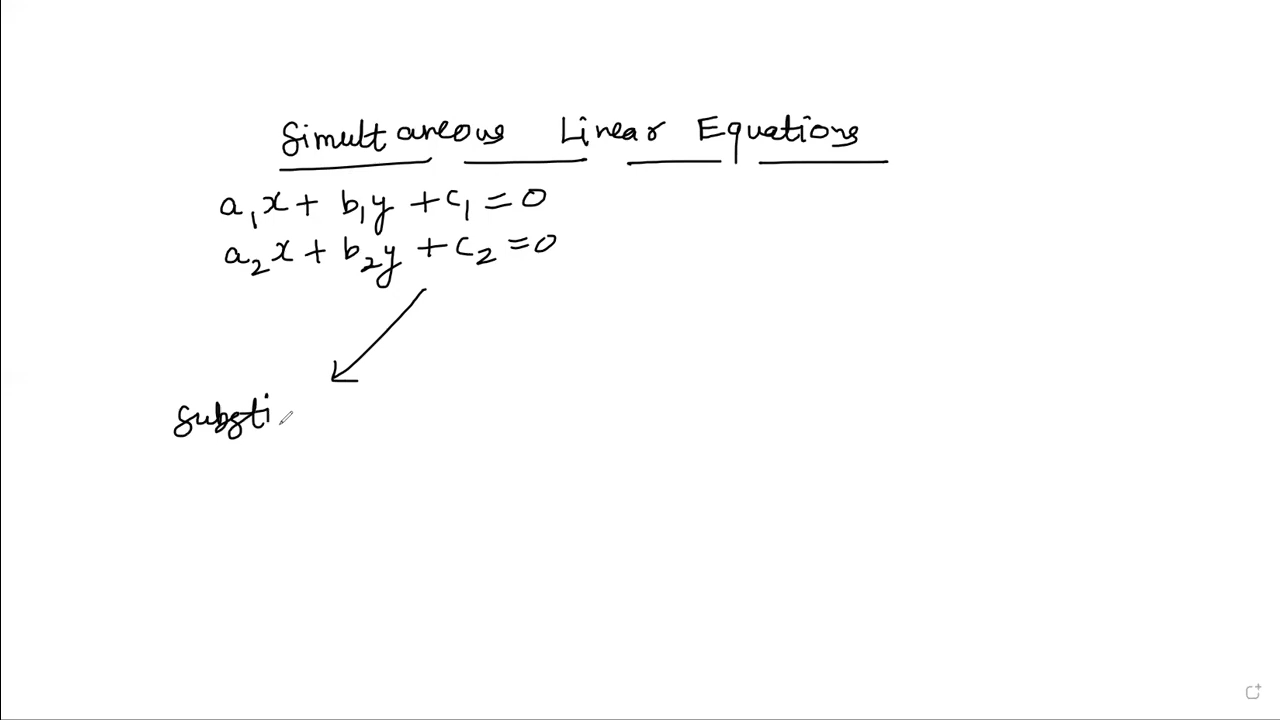 Simultaneous Linear Equations
a₁x + b₁y + c₁ = 0
a₂x + b₂y + c₂ = 0
Substi